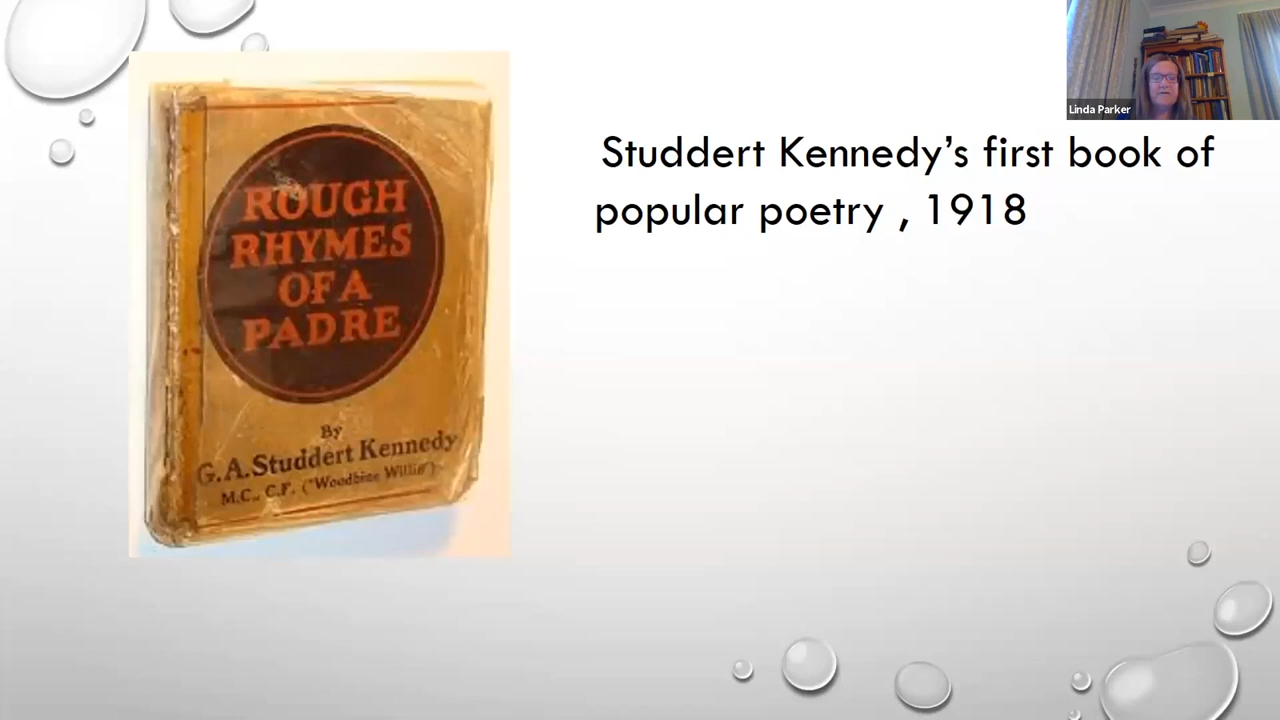 Linda Parker
Studdert Kennedy's first book of
popular poetry , 1918
ROUGH
RHYMES
OF A
PADRE
By
G.A. Studdert Kennedy
M.C., C.F. ("Woodbine Willie")